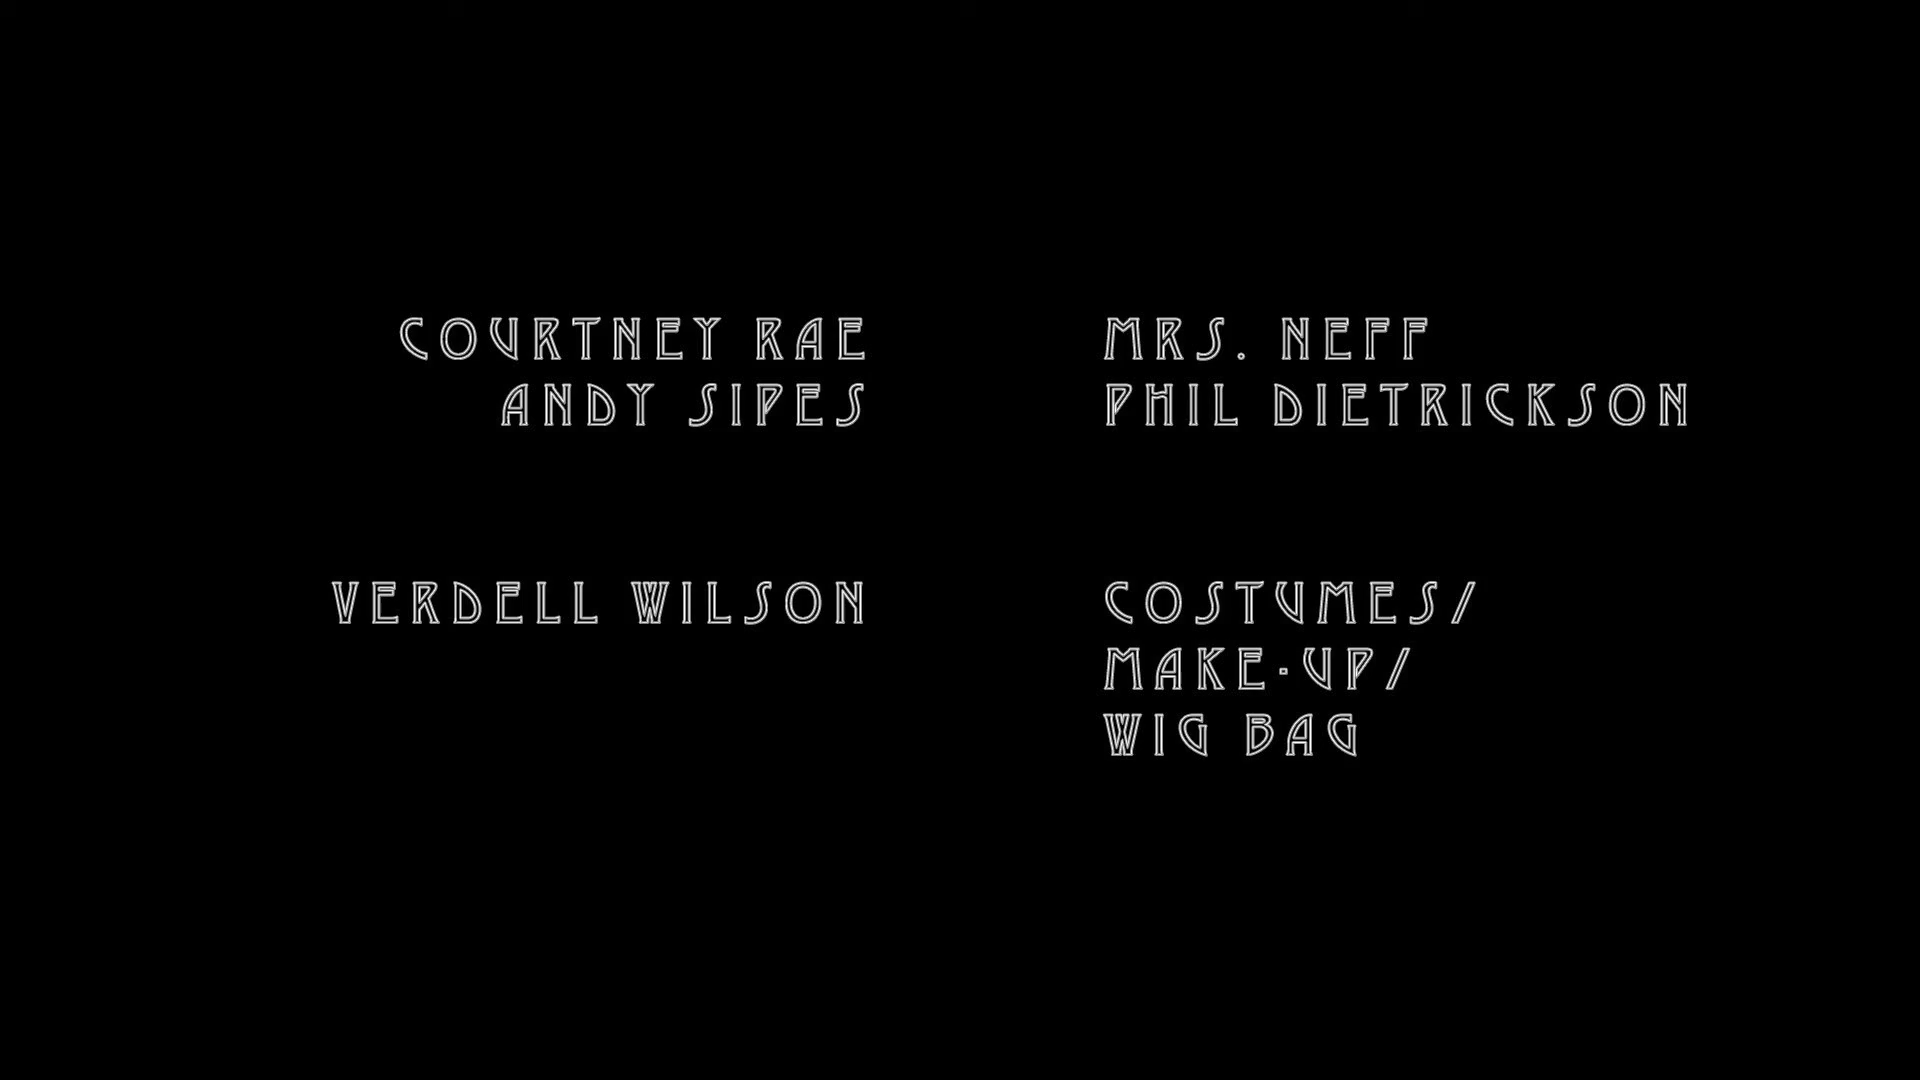 COURTNEY RAE MRS. NEFF
ANDY SIPES PHIL DIETRICKSON
VERDELL WILSON COSTUMES/
MAKE-UP/
WIG BAG